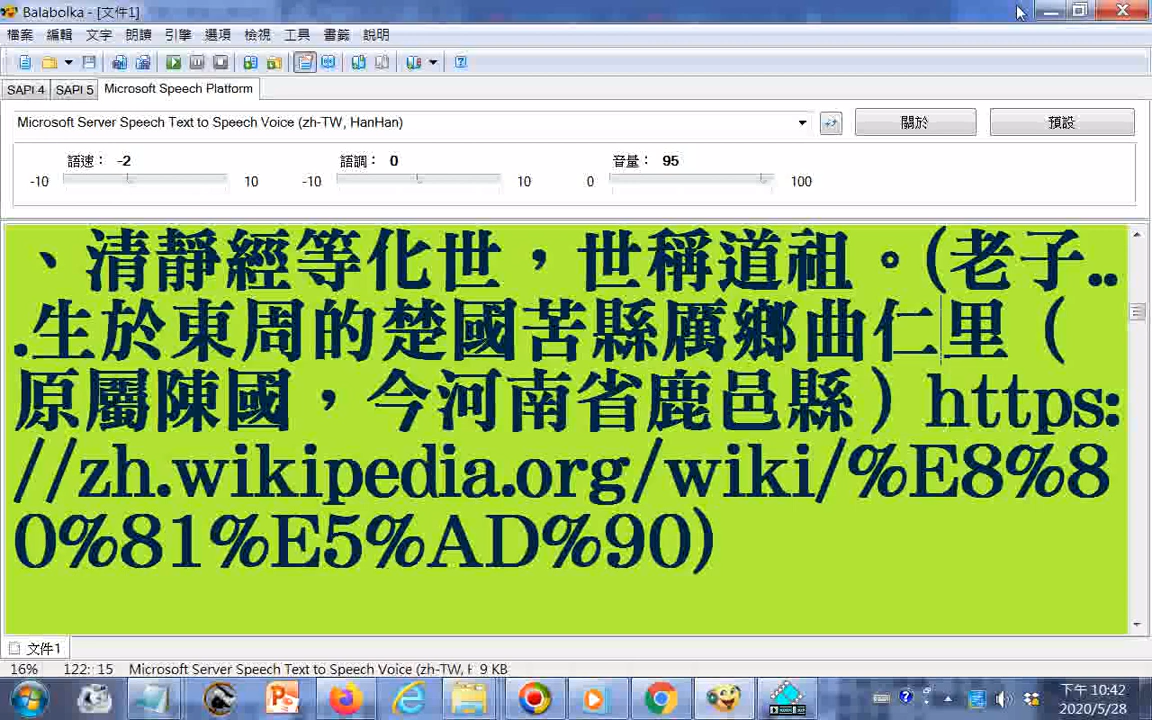 Balabolka - [文件1]
檔案 編輯 文字 朗讀 引擎 選項 檢視 工具 書籤 說明
SAPI 4 SAPI 5 Microsoft Speech Platform
Microsoft Server Speech Text to Speech Voice (zh-TW, HanHan) 關於 預設
語速： -2 語調： 0 音量： 95
-10 10 -10 10 0 100
、清靜經等化世，世稱道祖。(老子..
.生於東周的楚國苦縣厲鄉曲仁里（
原屬陳國，今河南省鹿邑縣）https:
//zh.wikipedia.org/wiki/%E8%8
0%81%E5%AD%90)
文件1
16% 122: 15 Microsoft Server Speech Text to Speech Voice (zh-TW, H 9 KB
下午 10:42
2020/5/28